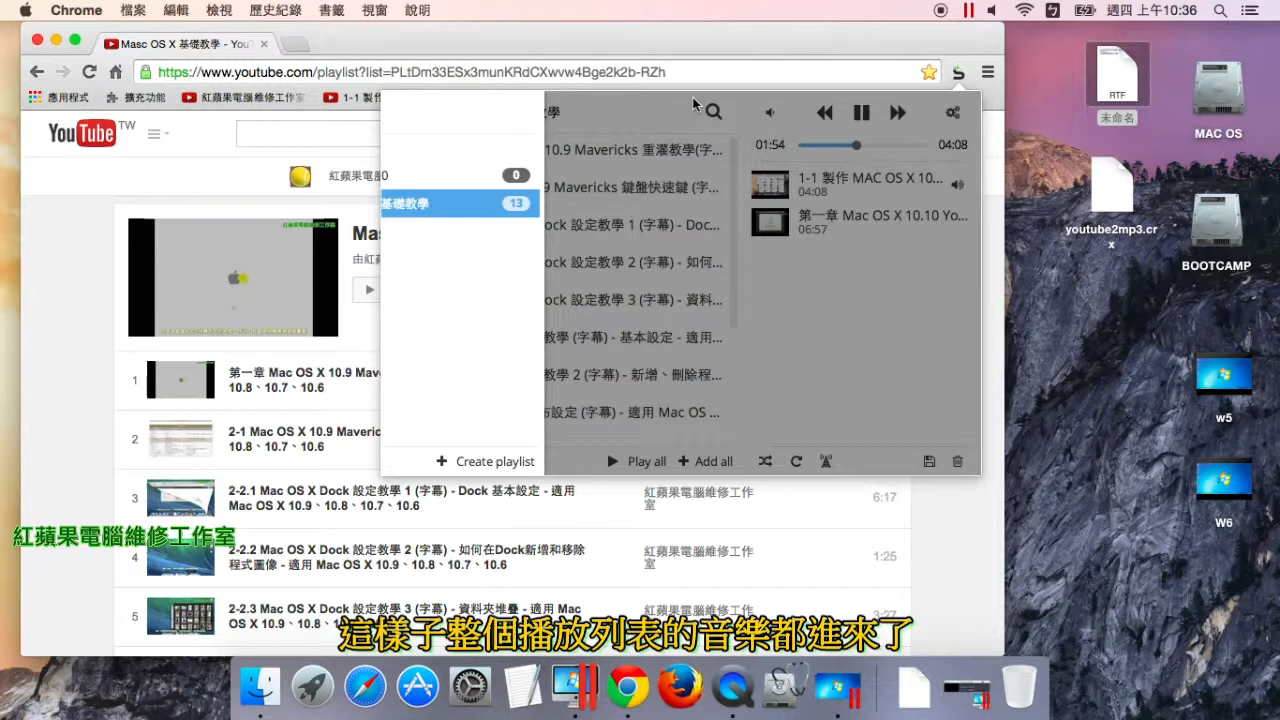 Chrome 檔案 編輯 檢視 歷史紀錄 書籤 視窗 說明
週四 上午10:36
Masc OS X 基礎教學 - You
https://www.youtube.com/playlist?list=PLtDm33ESx3munKRdCXwvw4Bge2k2b-RZh
應用程式 擴充功能 紅蘋果電腦維修工作室 1-1 製作
YouTube TW
紅蘋果電腦
0 0
基礎教學 13
Create playlist
學
10.9 Mavericks 重灌教學(字...
9 Mavericks 鍵盤快速鍵 (字...
ock 設定教學 1 (字幕) - Doc...
ock 設定教學 2 (字幕) - 如何...
ock 設定教學 3 (字幕) - 資料...
教學 (字幕) - 基本設定 - 適用...
教學 2 (字幕) - 新增、刪除程...
設定 (字幕) - 適用 Mac OS ...
Play all Add all
01:54 04:08
1-1 製作 MAC OS X 10...
04:08
第一章 Mac OS X 10.10 Yo...
06:57
Mas
由紅蘋
1 第一章 Mac OS X 10.9 Mave
10.8、10.7、10.6
2 2-1 Mac OS X 10.9 Maveric
10.8、10.7、10.6
3 2-2.1 Mac OS X Dock 設定教學 1 (字幕) - Dock 基本設定 - 適用
Mac OS X 10.9、10.8、10.7、10.6
紅蘋果電腦維修工作
室
6:17
4 2-2.2 Mac OS X Dock 設定教學 2 (字幕) - 如何在Dock新增和移除
程式圖像 - 適用 Mac OS X 10.9、10.8、10.7、10.6
紅蘋果電腦維修工作
室
1:25
5 2-2.3 Mac OS X Dock 設定教學 3 (字幕) - 資料夾堆疊 - 適用 Mac
OS X 10.9、10.8、10.7、10.6
紅蘋果電腦維修工作
3:27
紅蘋果電腦維修工作室
這樣子整個播放列表的音樂都進來了
RTF
未命名
MAC OS
youtube2mp3.cr
x
BOOTCAMP
w5
W6